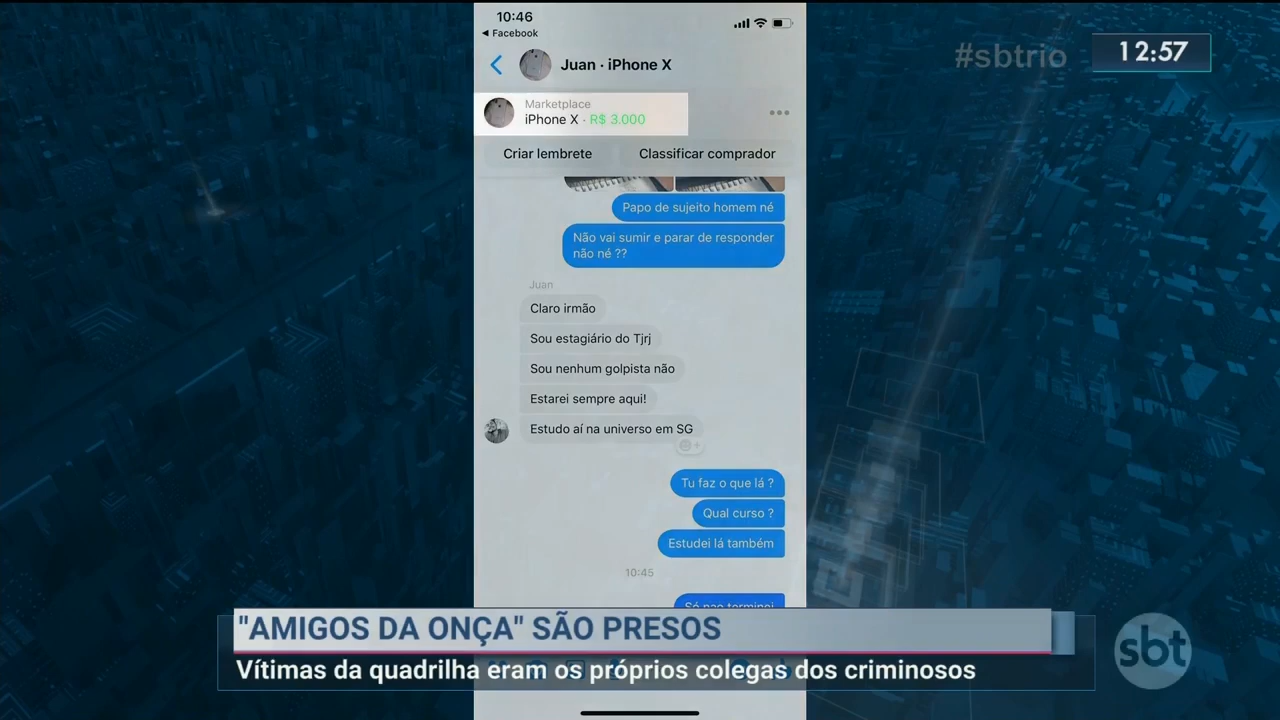 10:46
Facebook
#sbtrio
12:57
Juan · iPhone X
Marketplace
iPhone X · R$ 3.000
Criar lembrete
Classificar comprador
Papo de sujeito homem né
Não vai sumir e parar de responder
não né ??
Juan
Claro irmão
Sou estagiário do Tjrj
Sou nenhum golpista não
Estarei sempre aqui!
Estudo aí na universo em SG
Tu faz o que lá ?
Qual curso ?
Estudei lá também
10:45
Só nao terminei
"AMIGOS DA ONÇA" SÃO PRESOS
Vítimas da quadrilha eram os próprios colegas dos criminosos
sbt